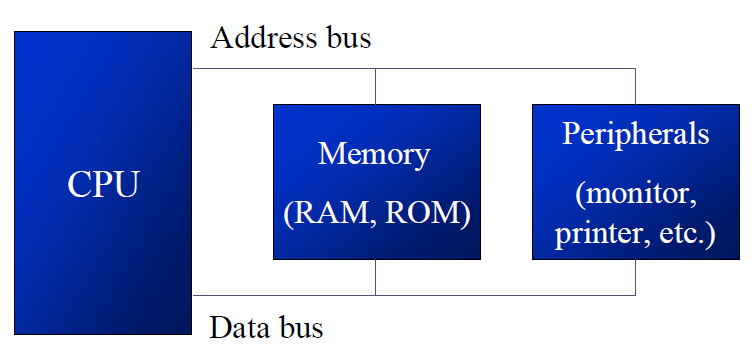 Address bus
CPU
Memory
(RAM, ROM)
Peripherals
(monitor,
printer, etc.)
Data bus